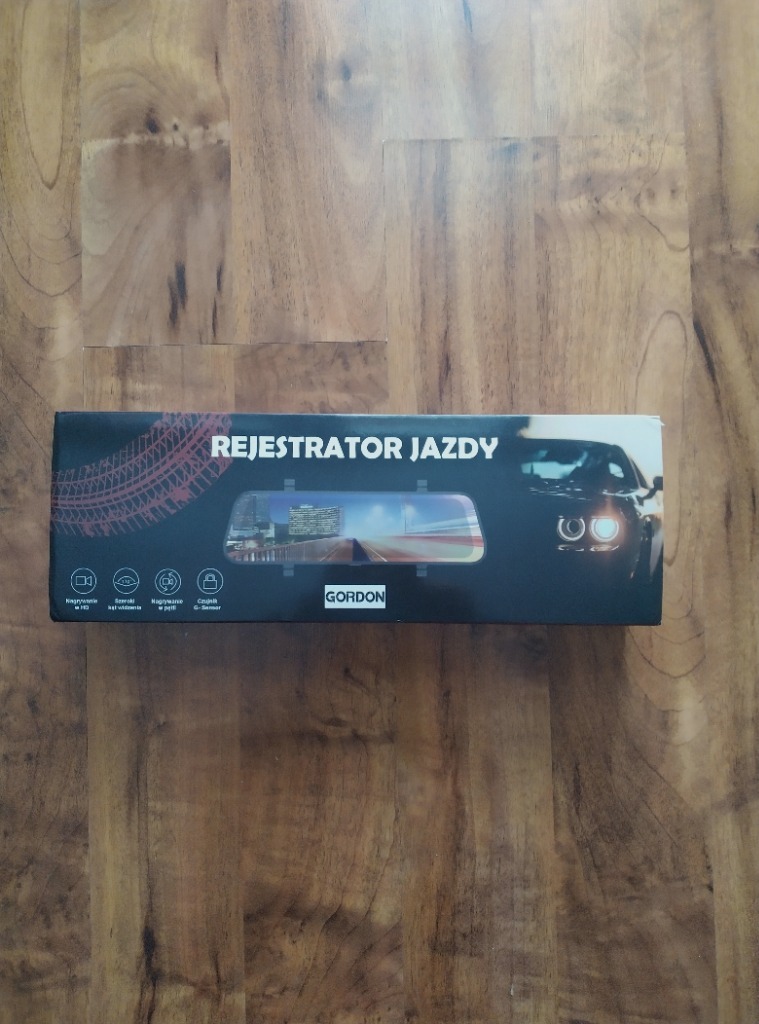 REJESTRATOR JAZDY
Nagrywanie
w HD
Szeroki
kąt widzenia
Nagrywanie
w pętli
Czujnik
G-Sensor
GORDON